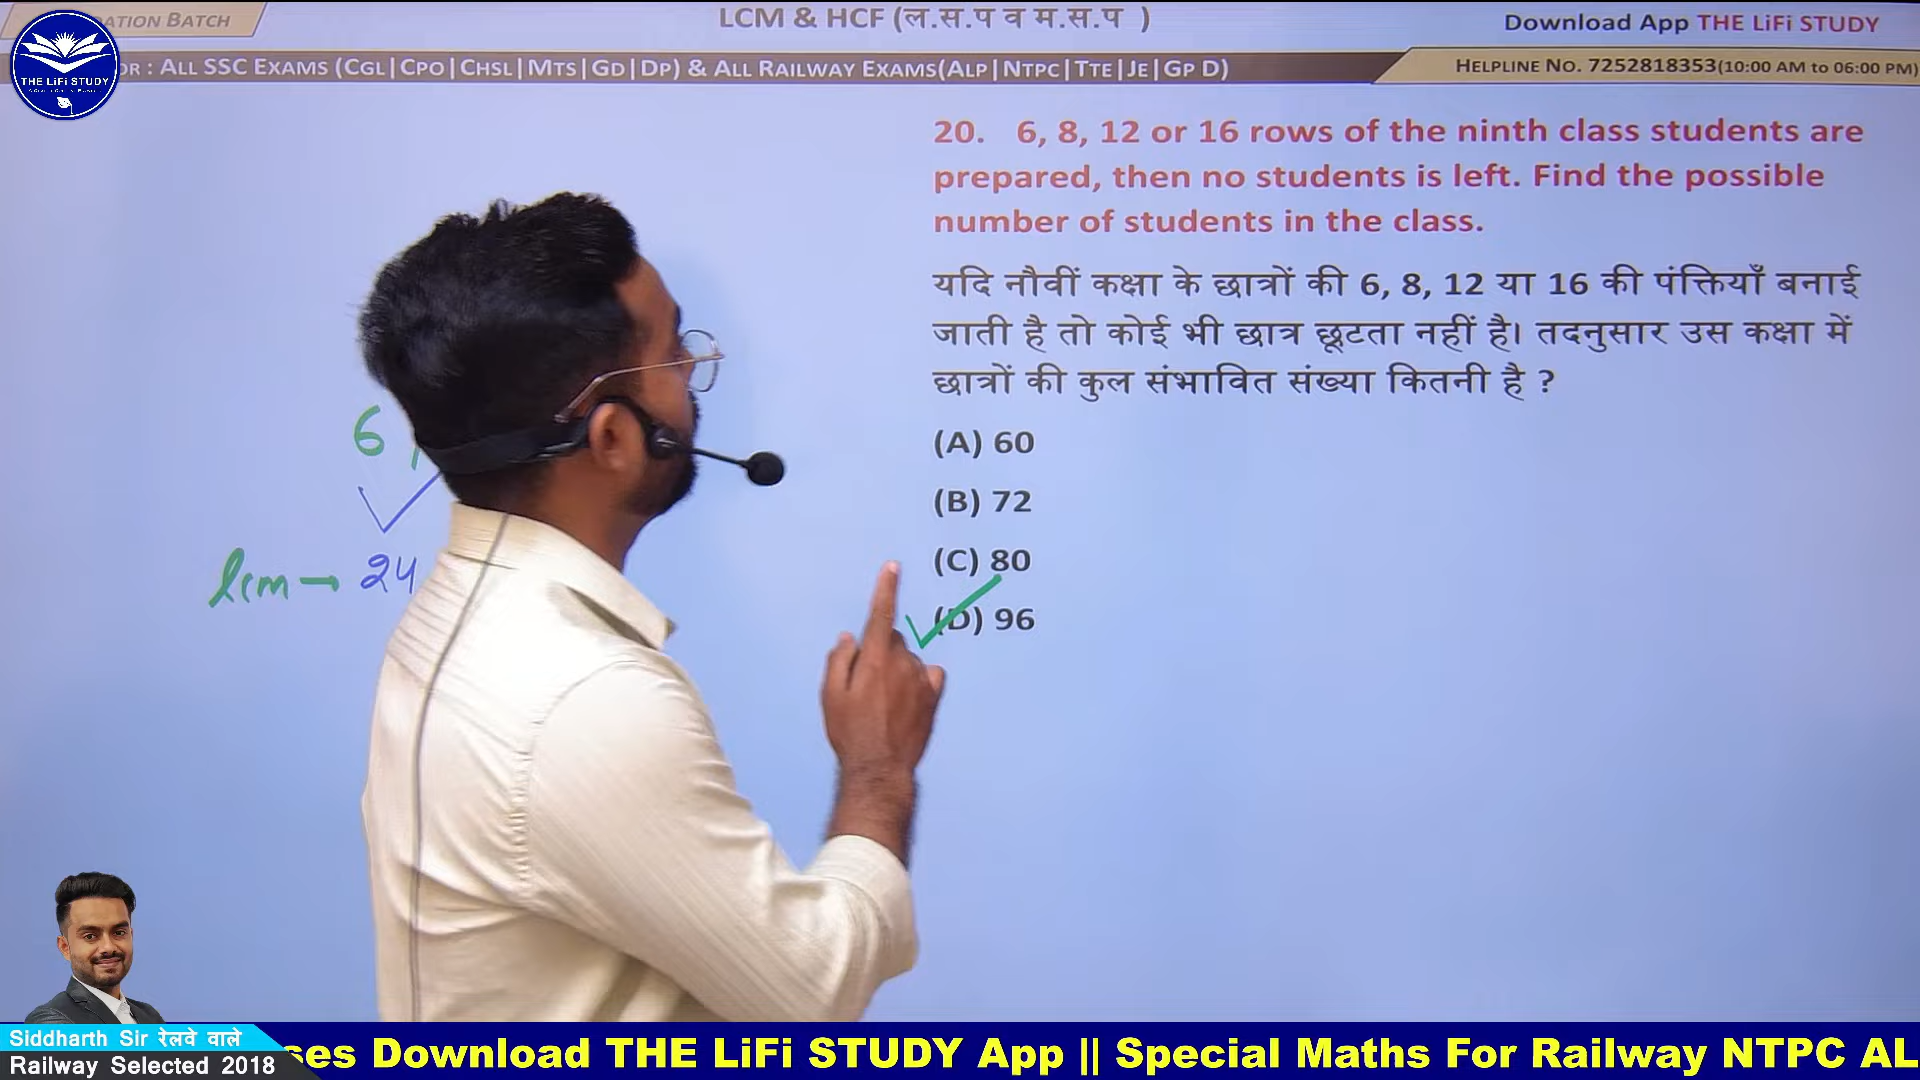 ATION BATCH
LCM & HCF (ल.स.प व म.स.प )
Download App THE LiFi STUDY
THE LiFi STUDY
OR : ALL SSC EXAMS (CGL|CPO|CHSL|MTS|GD|DP) & ALL RAILWAY EXAMS(ALP|NTPC|TTE|JE|GP D)
HELPLINE NO. 7252818353(10:00 AM TO 06:00 PM)
20. 6, 8, 12 or 16 rows of the ninth class students are
prepared, then no students is left. Find the possible
number of students in the class.
यदि नौवीं कक्षा के छात्रों की 6, 8, 12 या 16 की पंक्तियाँ बनाई
जाती है तो कोई भी छात्र छूटता नहीं है। तदनुसार उस कक्षा में
छात्रों की कुल संभावित संख्या कितनी है ?
(A) 60
(B) 72
(C) 80
(D) 96
6 ,
lcm → 24
Siddharth Sir रेलवे वाले
Railway Selected 2018
ses Download THE LiFi STUDY App || Special Maths For Railway NTPC AL